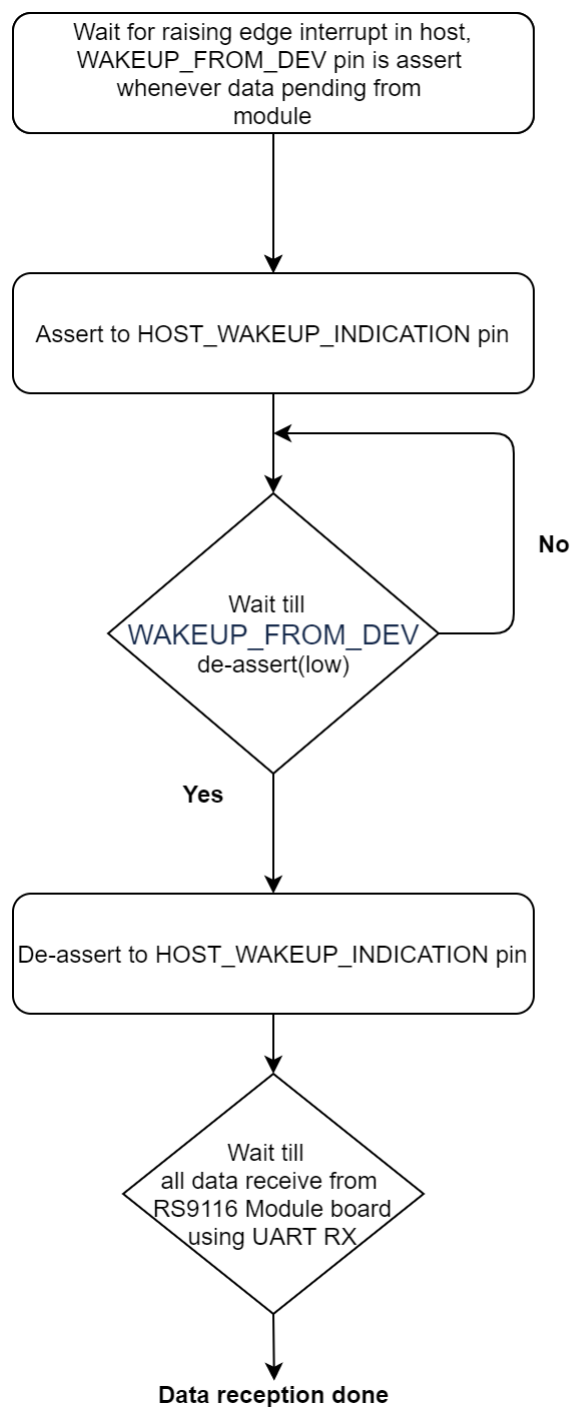 Wait for raising edge interrupt in host,
WAKEUP_FROM_DEV pin is assert
whenever data pending from
module
Assert to HOST_WAKEUP_INDICATION pin
No
Wait till
WAKEUP_FROM_DEV
de-assert(low)
Yes
De-assert to HOST_WAKEUP_INDICATION pin
Wait till
all data receive from
RS9116 Module board
using UART RX
Data reception done